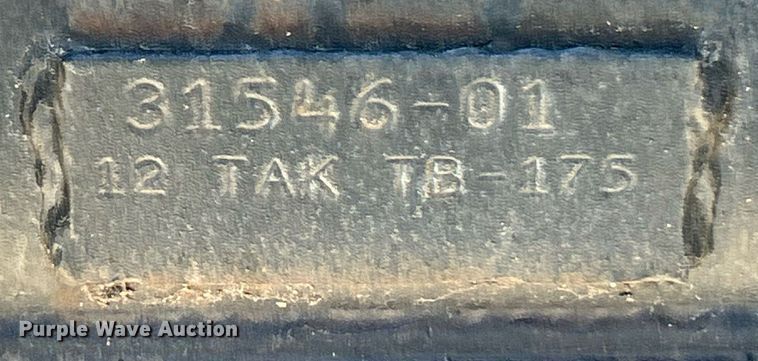 31546-01
12 TAK TB-175
Purple Wave Auction